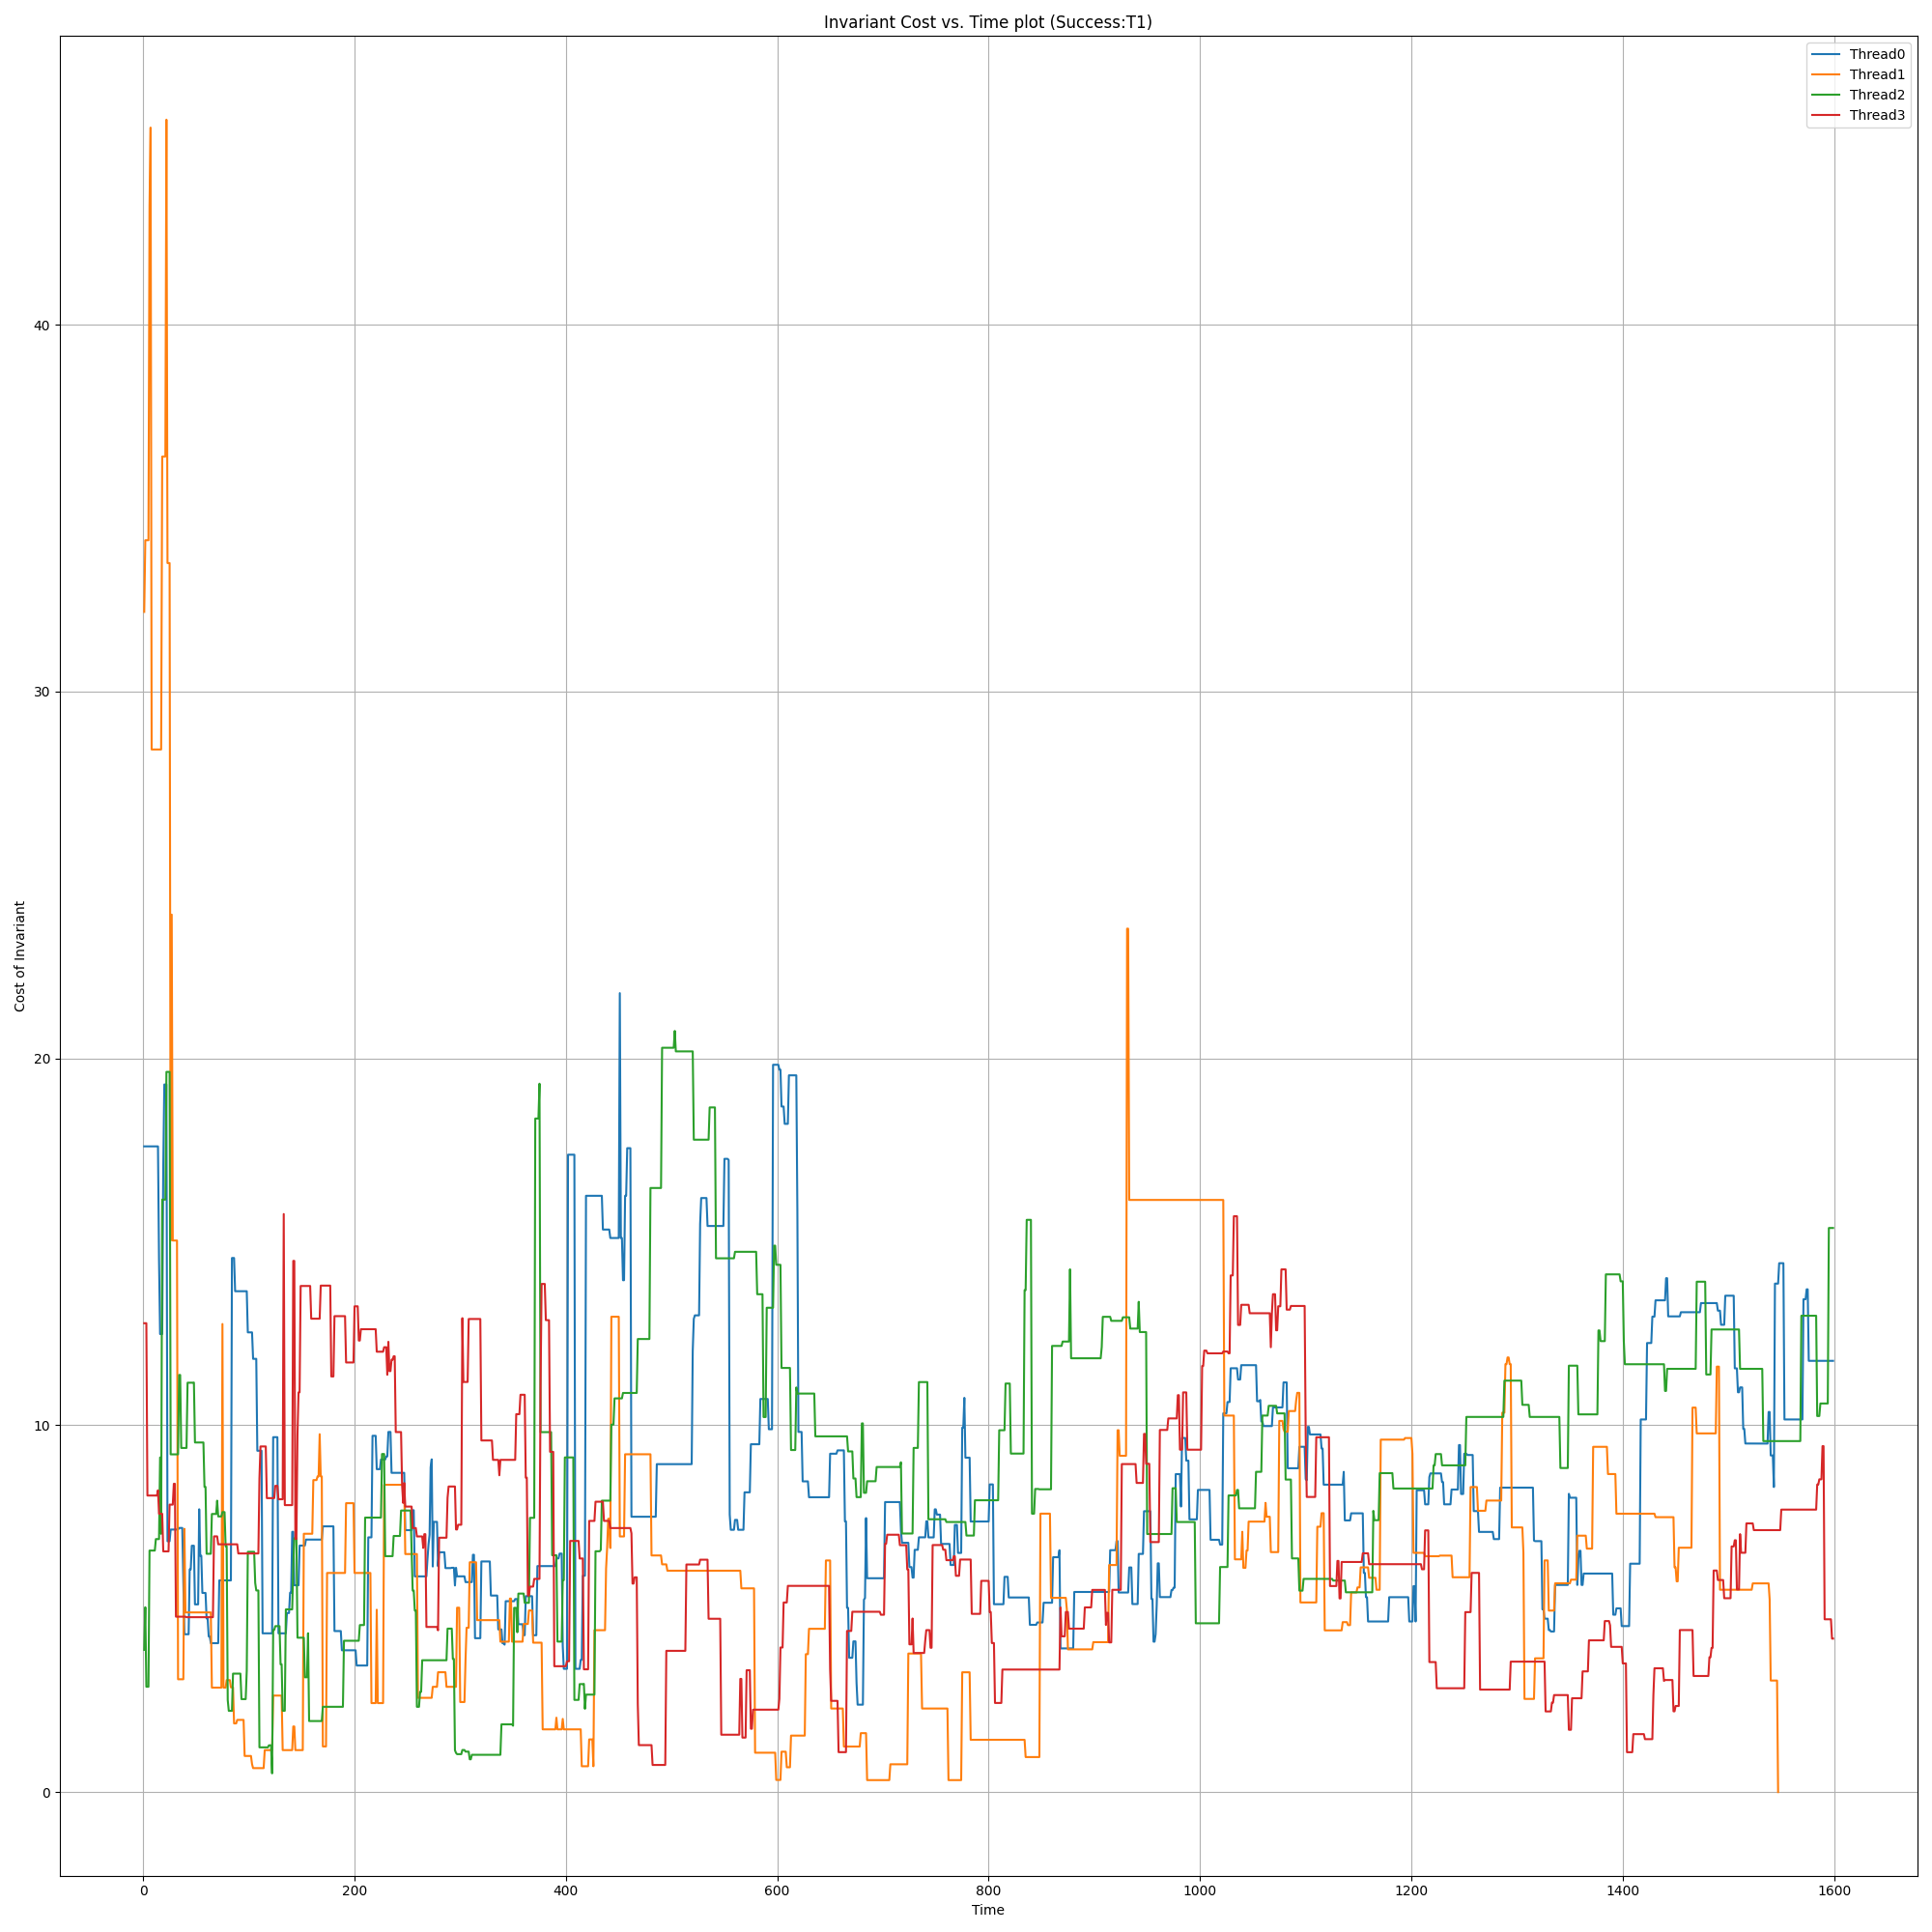 Invariant Cost vs. Time plot (Success:T1)
Thread0
Thread1
Thread2
Thread3
Cost of Invariant
40
30
20
10
0
0 200 400 600 800 1000 1200 1400 1600
Time